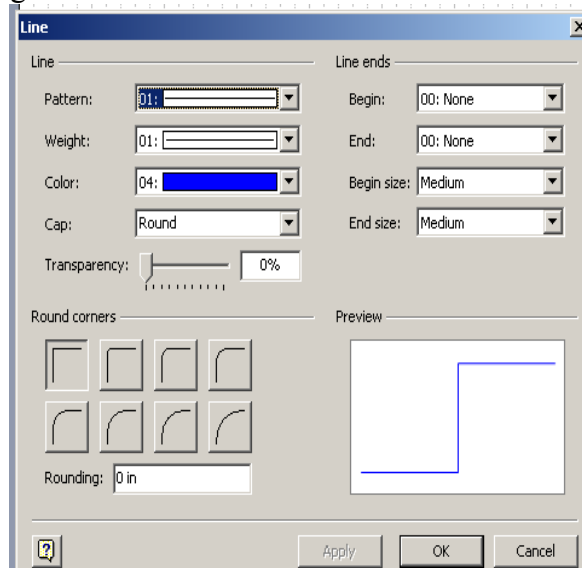 Line
Line
Pattern: 01:
Weight: 01:
Color: 04:
Cap: Round
Transparency: 0%
Line ends
Begin: 00: None
End: 00: None
Begin size: Medium
End size: Medium
Round corners
Rounding: 0 in
Preview
Apply OK Cancel